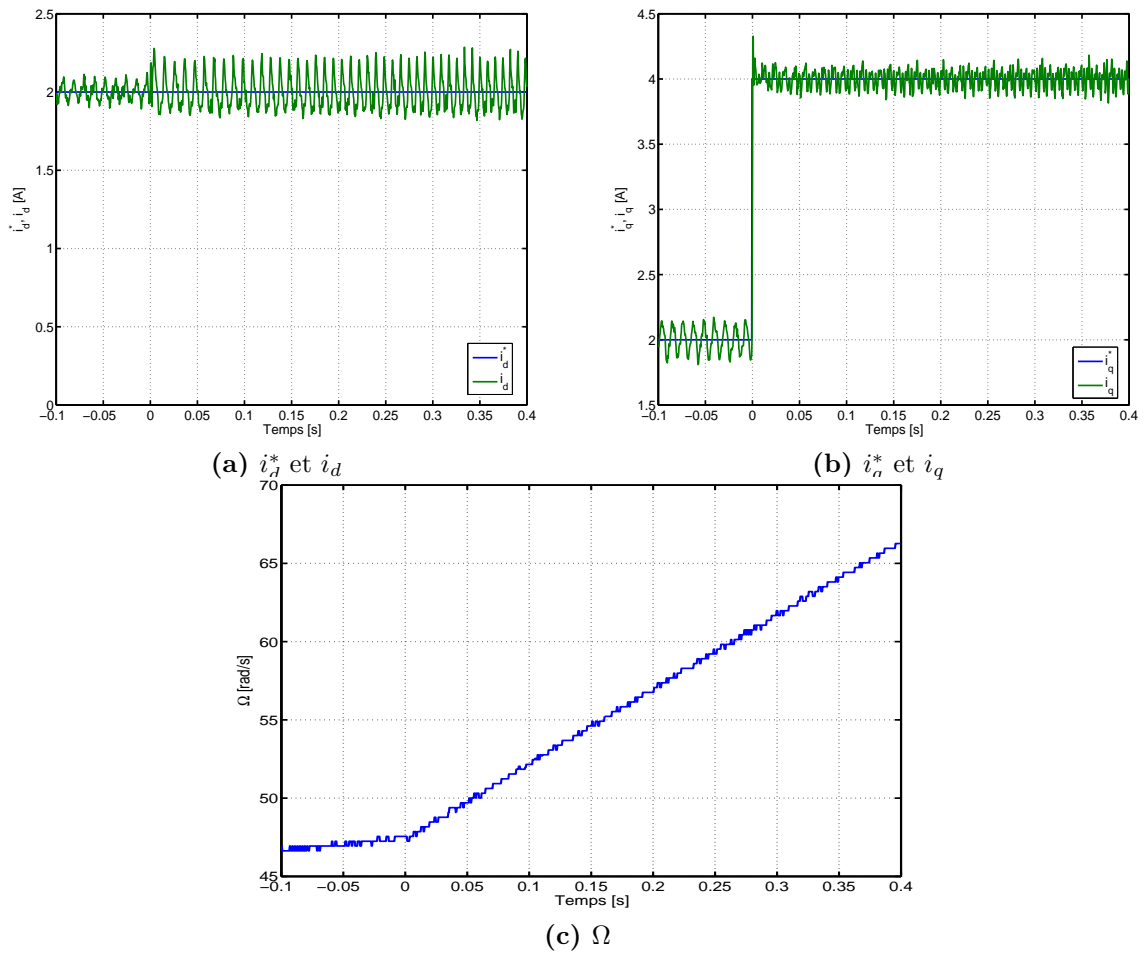 2.5
2
1.5
1
0.5
0
−0.1 −0.05 0 0.05 0.1 0.15 0.2 0.25 0.3 0.35 0.4
i*d, id [A]
Temps [s]
i*d
id
(a) i*d et id
4.5
4
3.5
3
2.5
2
1.5
−0.1 −0.05 0 0.05 0.1 0.15 0.2 0.25 0.3 0.35 0.4
i*q, iq [A]
Temps [s]
i*q
iq
(b) i*q et iq
70
65
60
55
50
45
−0.1 −0.05 0 0.05 0.1 0.15 0.2 0.25 0.3 0.35 0.4
Ω [rad/s]
Temps [s]
(c) Ω